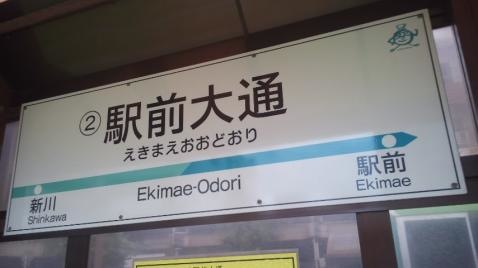 ②駅前大通
えきまえおおどおり
Ekimae-Odori
新川
Shinkawa
駅前
Ekimae